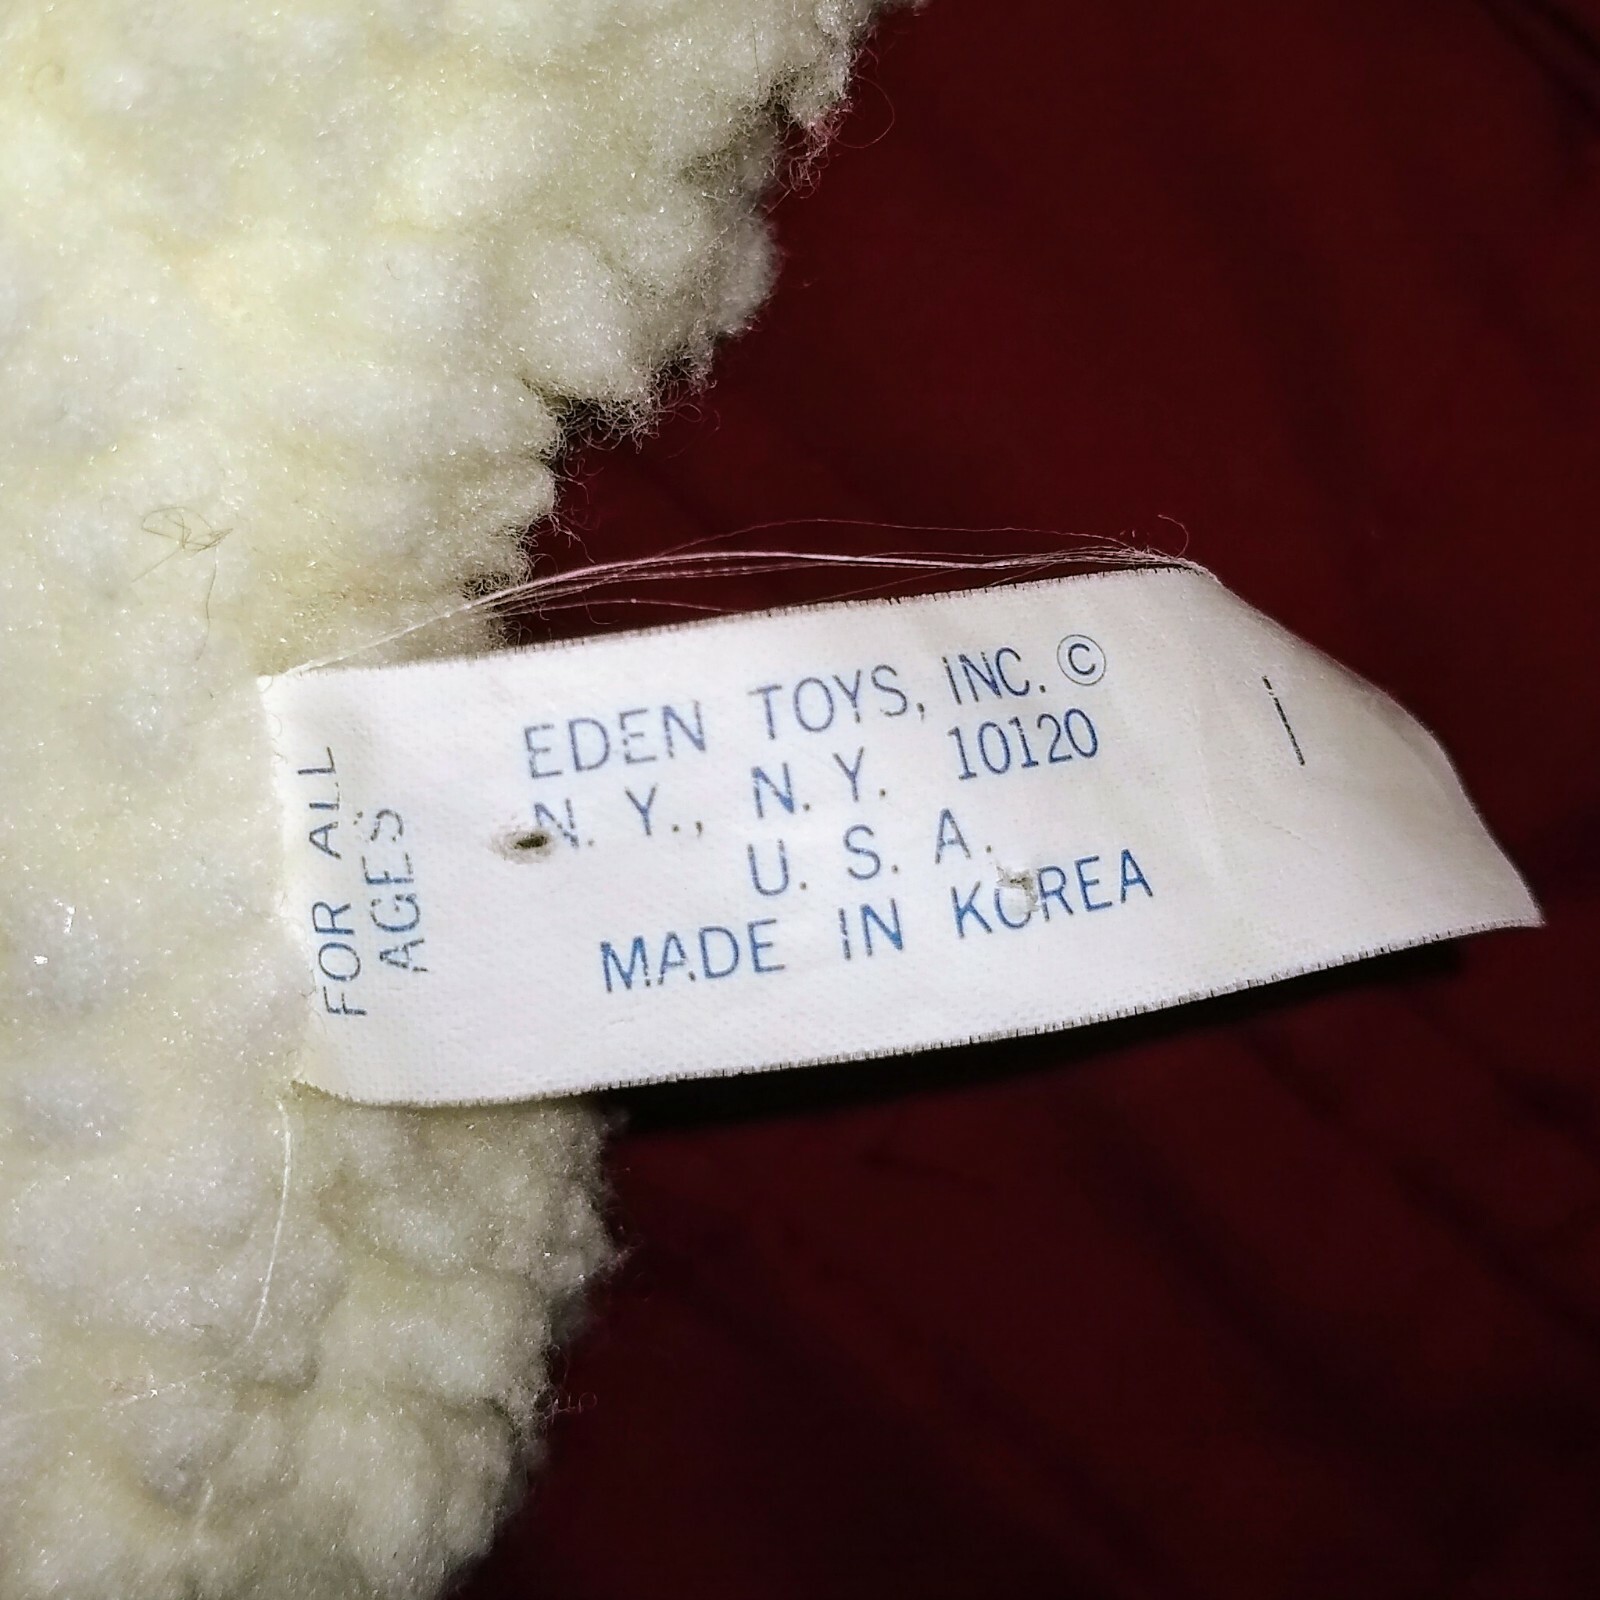 FOR ALL
AGES
EDEN TOYS, INC. ©
N. Y., N. Y. 10120
U. S. A.
MADE IN KOREA